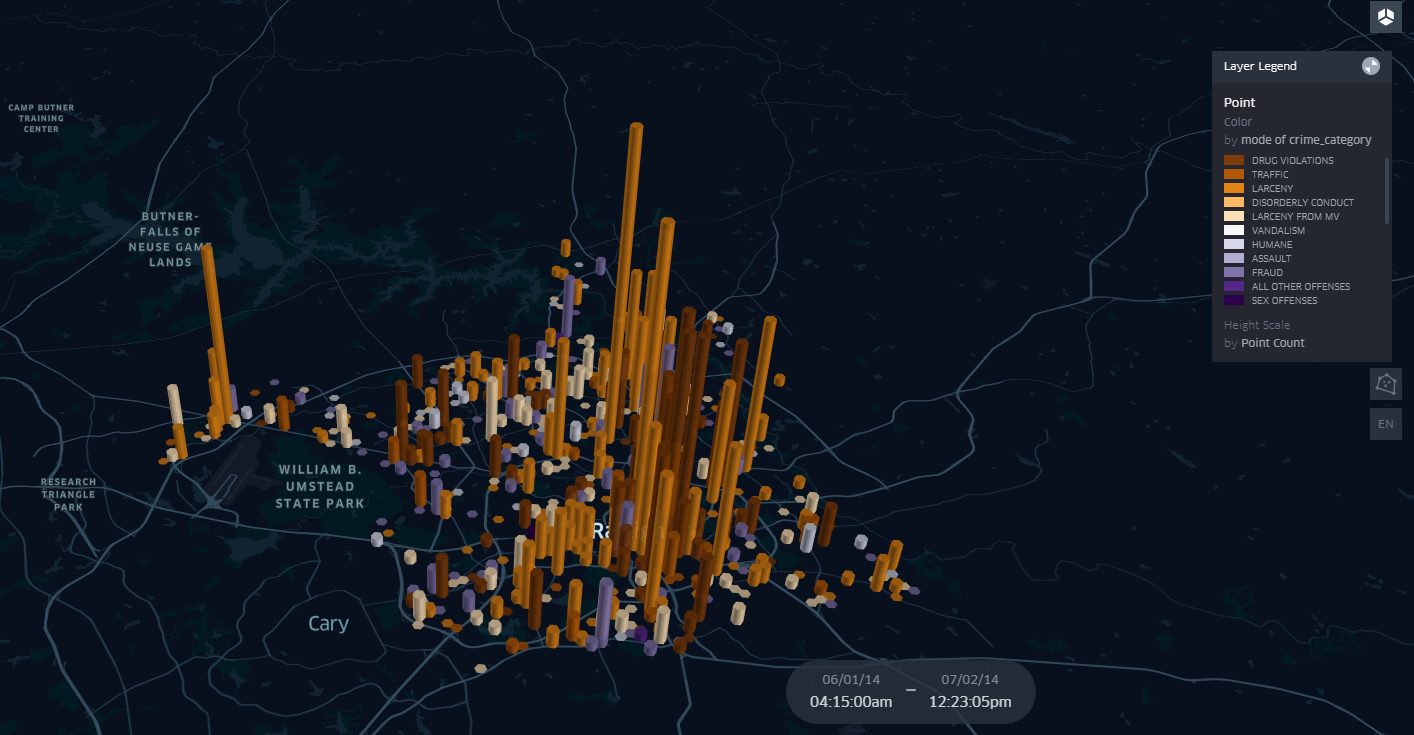 CAMP BUTNER
TRAINING
CENTER
BUTNER-
FALLS OF
NEUSE GAME
LANDS
RESEARCH
TRIANGLE
PARK
WILLIAM B.
UMSTEAD
STATE PARK
Cary
Layer Legend
Point
Color
by mode of crime_category
DRUG VIOLATIONS
TRAFFIC
LARCENY
DISORDERLY CONDUCT
LARCENY FROM MV
VANDALISM
HUMANE
ASSAULT
FRAUD
ALL OTHER OFFENSES
SEX OFFENSES
Height Scale
by Point Count
EN
06/01/14 – 07/02/14
04:15:00am 12:23:05pm